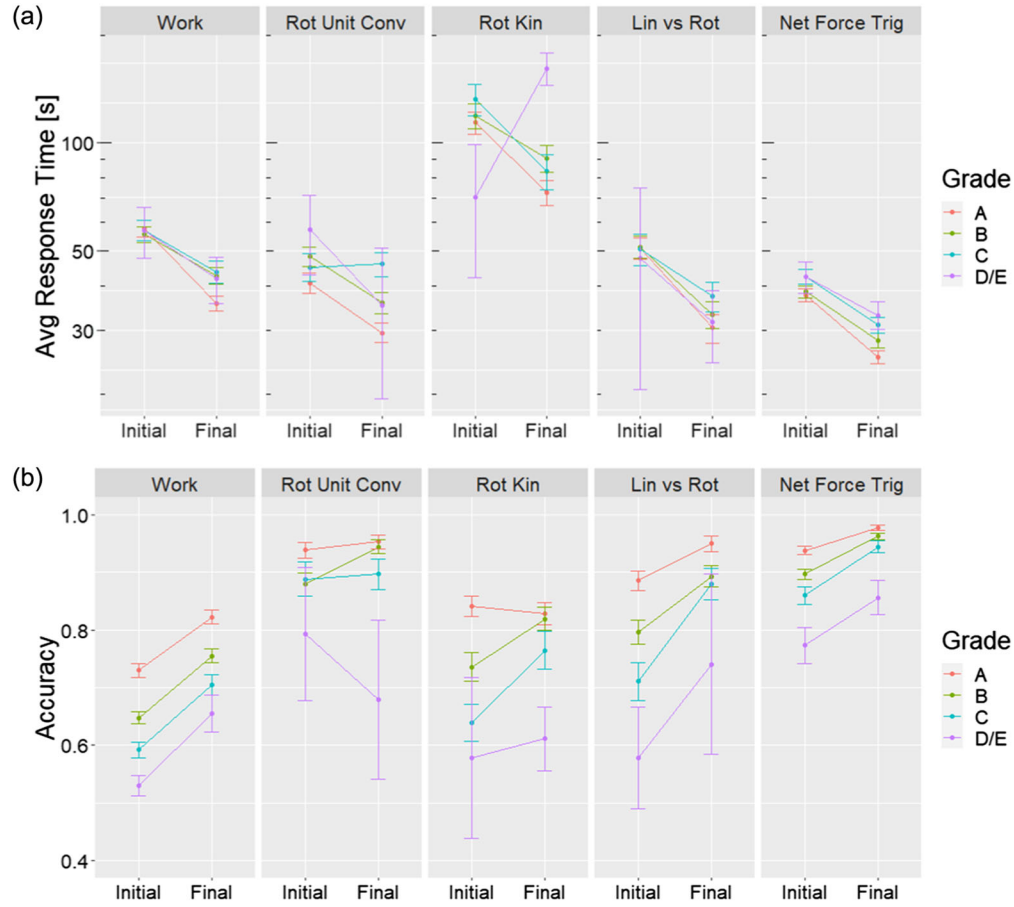 (a)
Work Rot Unit Conv Rot Kin Lin vs Rot Net Force Trig
Avg Response Time [s]
100
50
30
Initial Final Initial Final Initial Final Initial Final Initial Final
Grade
A
B
C
D/E
(b)
Work Rot Unit Conv Rot Kin Lin vs Rot Net Force Trig
Accuracy
1.0
0.8
0.6
0.4
Initial Final Initial Final Initial Final Initial Final Initial Final
Grade
A
B
C
D/E